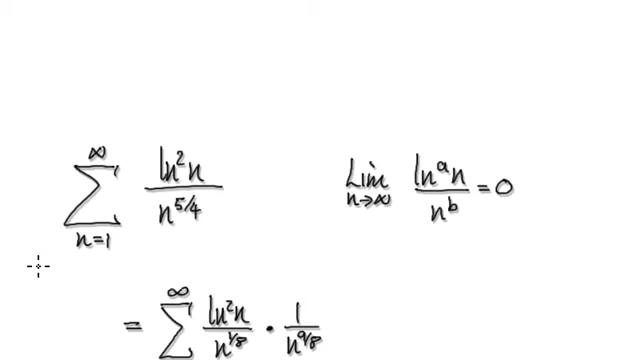 ∑_{n=1}^{∞} ln²n / n^{5/4}    Lim_{n→∞} lnᵃn / nᵇ = 0
= ∑^{∞} ln²n / n^{1/8} • 1 / n^{9/8}